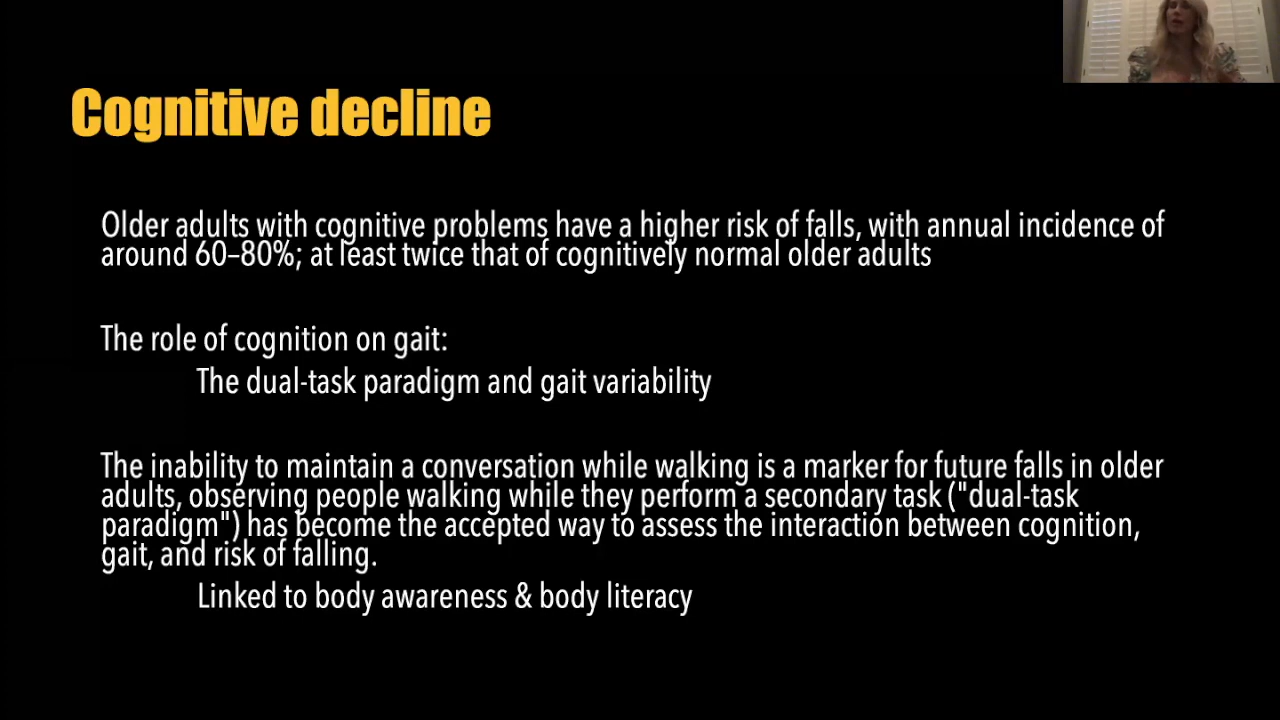 Cognitive decline
Older adults with cognitive problems have a higher risk of falls, with annual incidence of
around 60–80%; at least twice that of cognitively normal older adults
The role of cognition on gait:
The dual-task paradigm and gait variability
The inability to maintain a conversation while walking is a marker for future falls in older
adults, observing people walking while they perform a secondary task ("dual-task
paradigm") has become the accepted way to assess the interaction between cognition,
gait, and risk of falling.
Linked to body awareness & body literacy